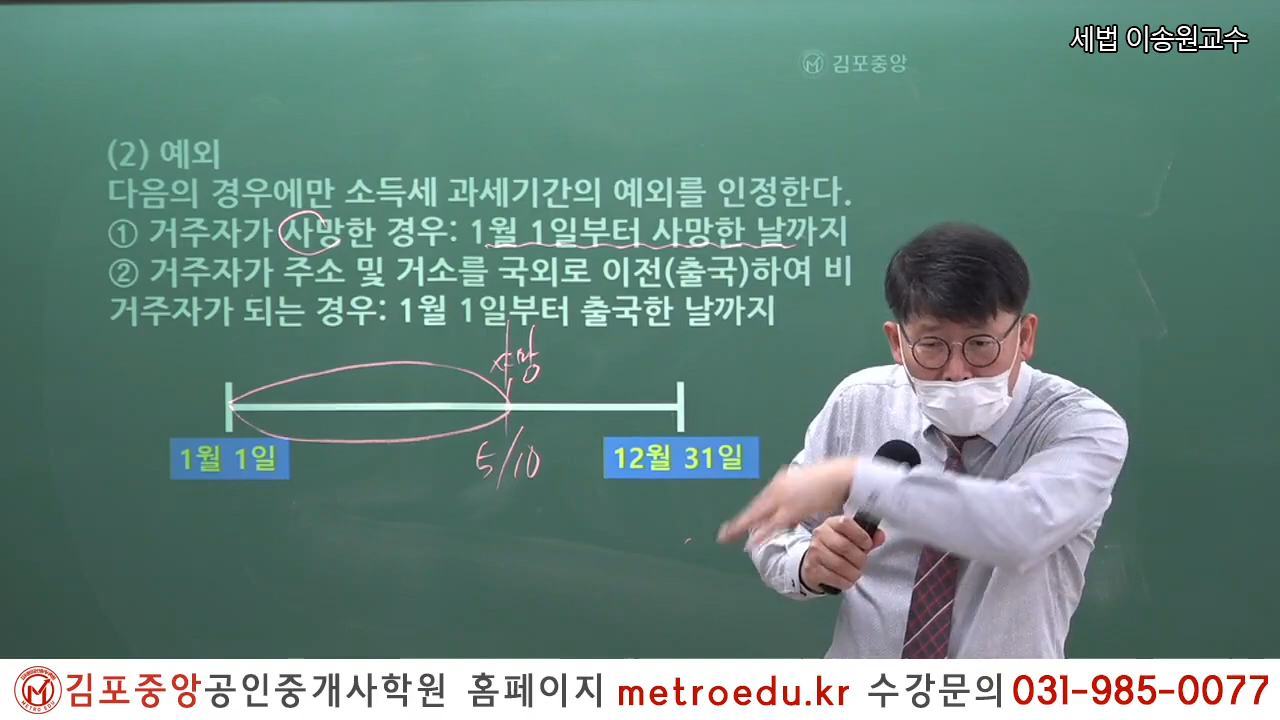 세법 이송원교수
김포중앙
(2) 예외
다음의 경우에만 소득세 과세기간의 예외를 인정한다.
① 거주자가 사망한 경우: 1월 1일부터 사망한 날까지
② 거주자가 주소 및 거소를 국외로 이전(출국)하여 비
거주자가 되는 경우: 1월 1일부터 출국한 날까지
사망
1월 1일
5/10
12월 31일
METRO EDU
김포중앙공인중개사학원 홈페이지 metroedu.kr 수강문의 031-985-0077